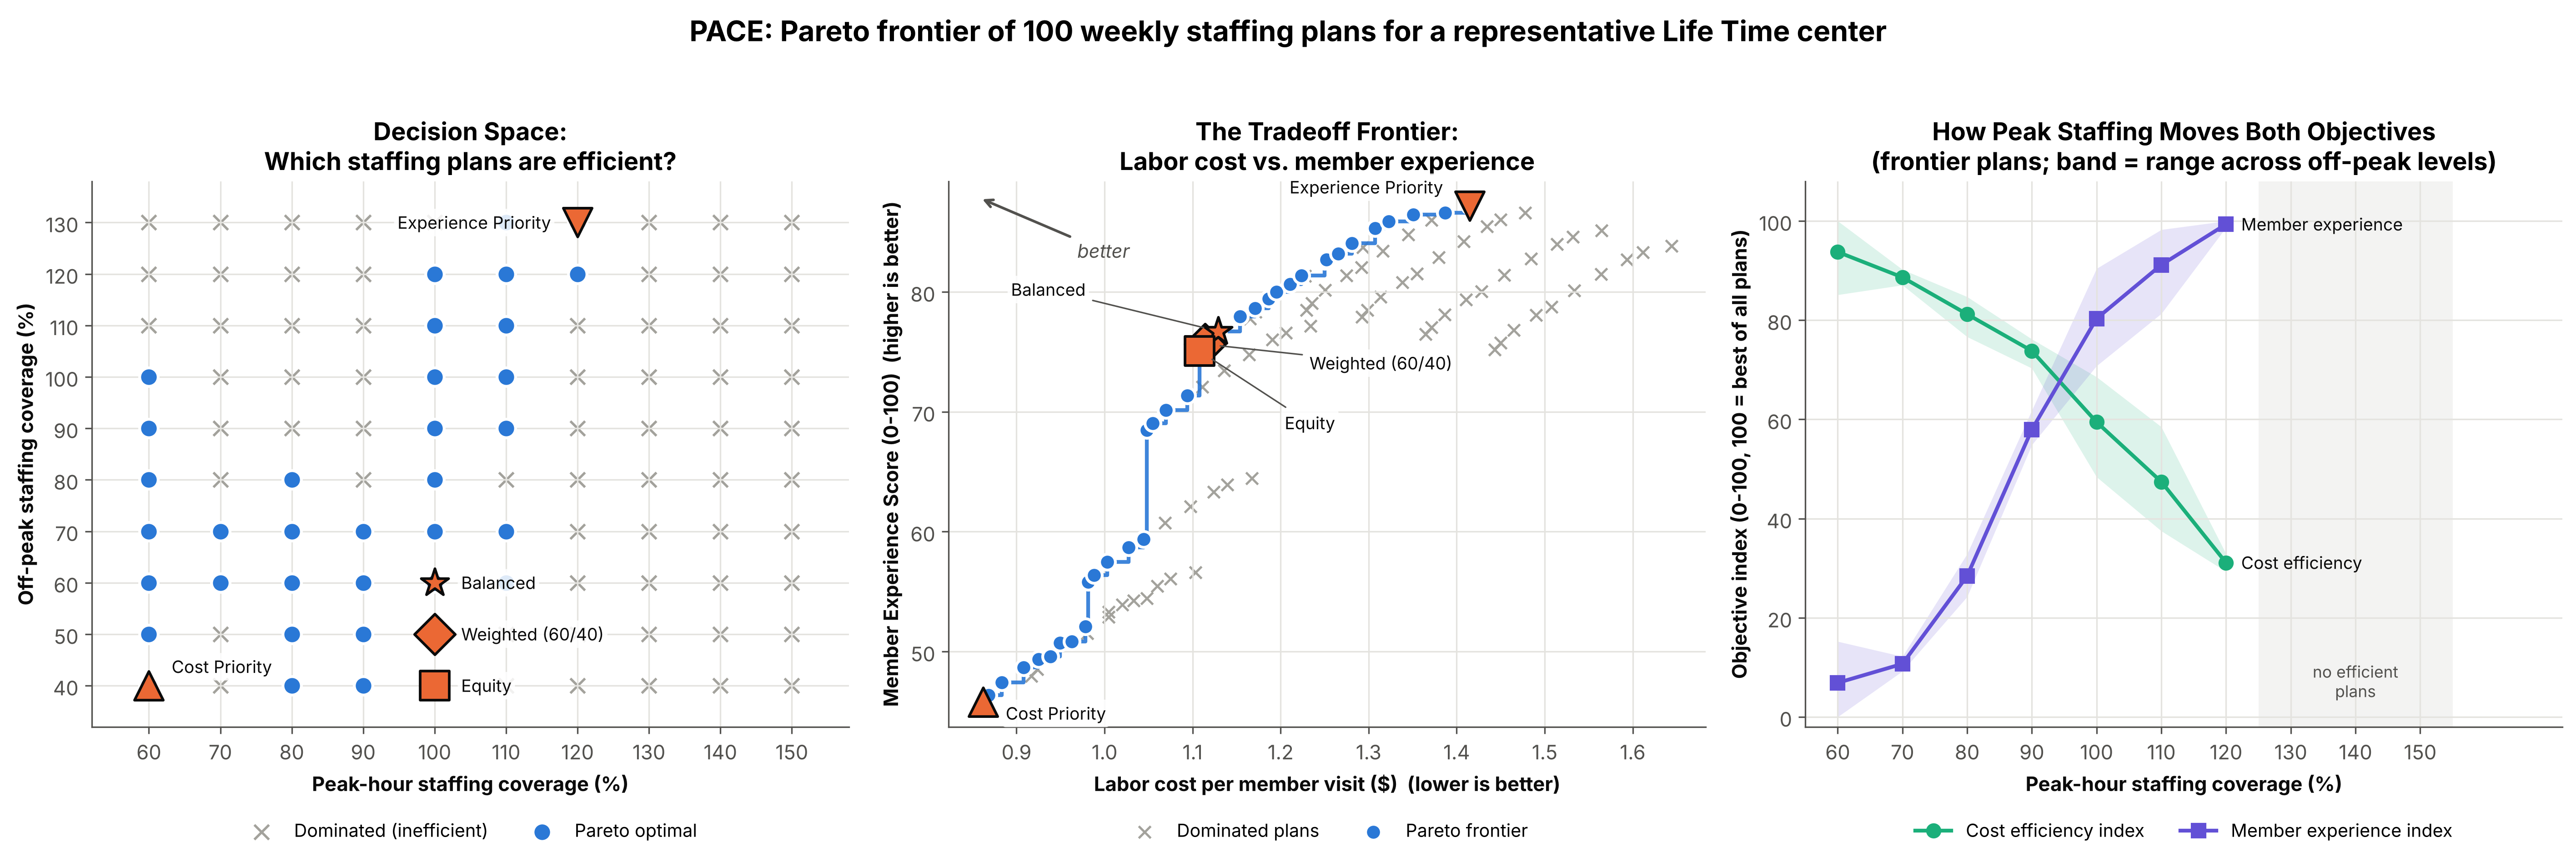 PACE: Pareto frontier of 100 weekly staffing plans for a representative Life Time center
Decision Space:
Which staffing plans are efficient?
Off-peak staffing coverage (%)
130
120
110
100
90
80
70
60
50
40
Experience Priority
Balanced
Weighted (60/40)
Cost Priority
Equity
60 70 80 90 100 110 120 130 140 150
Peak-hour staffing coverage (%)
Dominated (inefficient) Pareto optimal
The Tradeoff Frontier:
Labor cost vs. member experience
Member Experience Score (0-100) (higher is better)
80
70
60
50
Experience Priority
better
Balanced
Weighted (60/40)
Equity
Cost Priority
0.9 1.0 1.1 1.2 1.3 1.4 1.5 1.6
Labor cost per member visit ($) (lower is better)
Dominated plans Pareto frontier
How Peak Staffing Moves Both Objectives
(frontier plans; band = range across off-peak levels)
Objective index (0-100, 100 = best of all plans)
100
80
60
40
20
0
Member experience
Cost efficiency
no efficient
plans
60 70 80 90 100 110 120 130 140 150
Peak-hour staffing coverage (%)
Cost efficiency index Member experience index